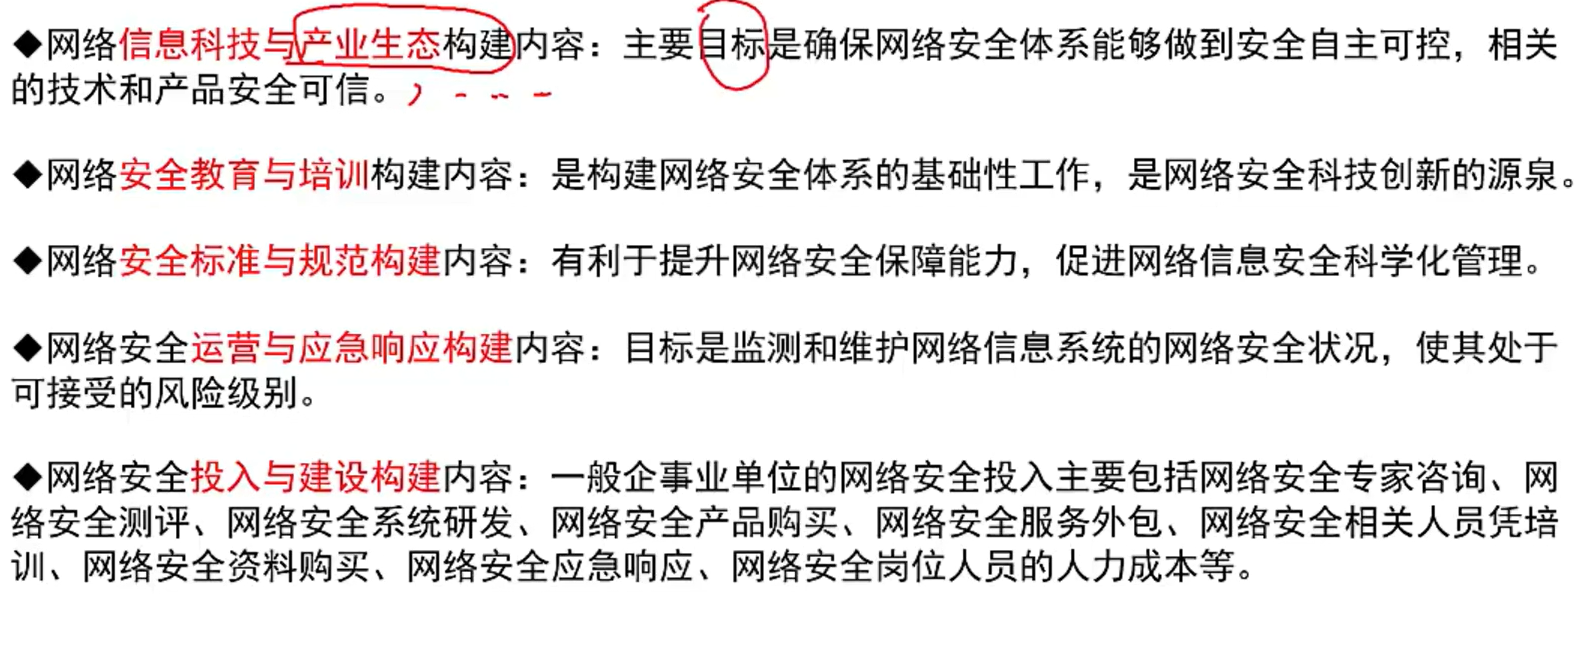 ◆网络信息科技与产业生态构建内容：主要目标是确保网络安全体系能够做到安全自主可控，相关
的技术和产品安全可信。
◆网络安全教育与培训构建内容：是构建网络安全体系的基础性工作，是网络安全科技创新的源泉。
◆网络安全标准与规范构建内容：有利于提升网络安全保障能力，促进网络信息安全科学化管理。
◆网络安全运营与应急响应构建内容：目标是监测和维护网络信息系统的网络安全状况，使其处于
可接受的风险级别。
◆网络安全投入与建设构建内容：一般企事业单位的网络安全投入主要包括网络安全专家咨询、网
络安全测评、网络安全系统研发、网络安全产品购买、网络安全服务外包、网络安全相关人员凭培
训、网络安全资料购买、网络安全应急响应、网络安全岗位人员的人力成本等。